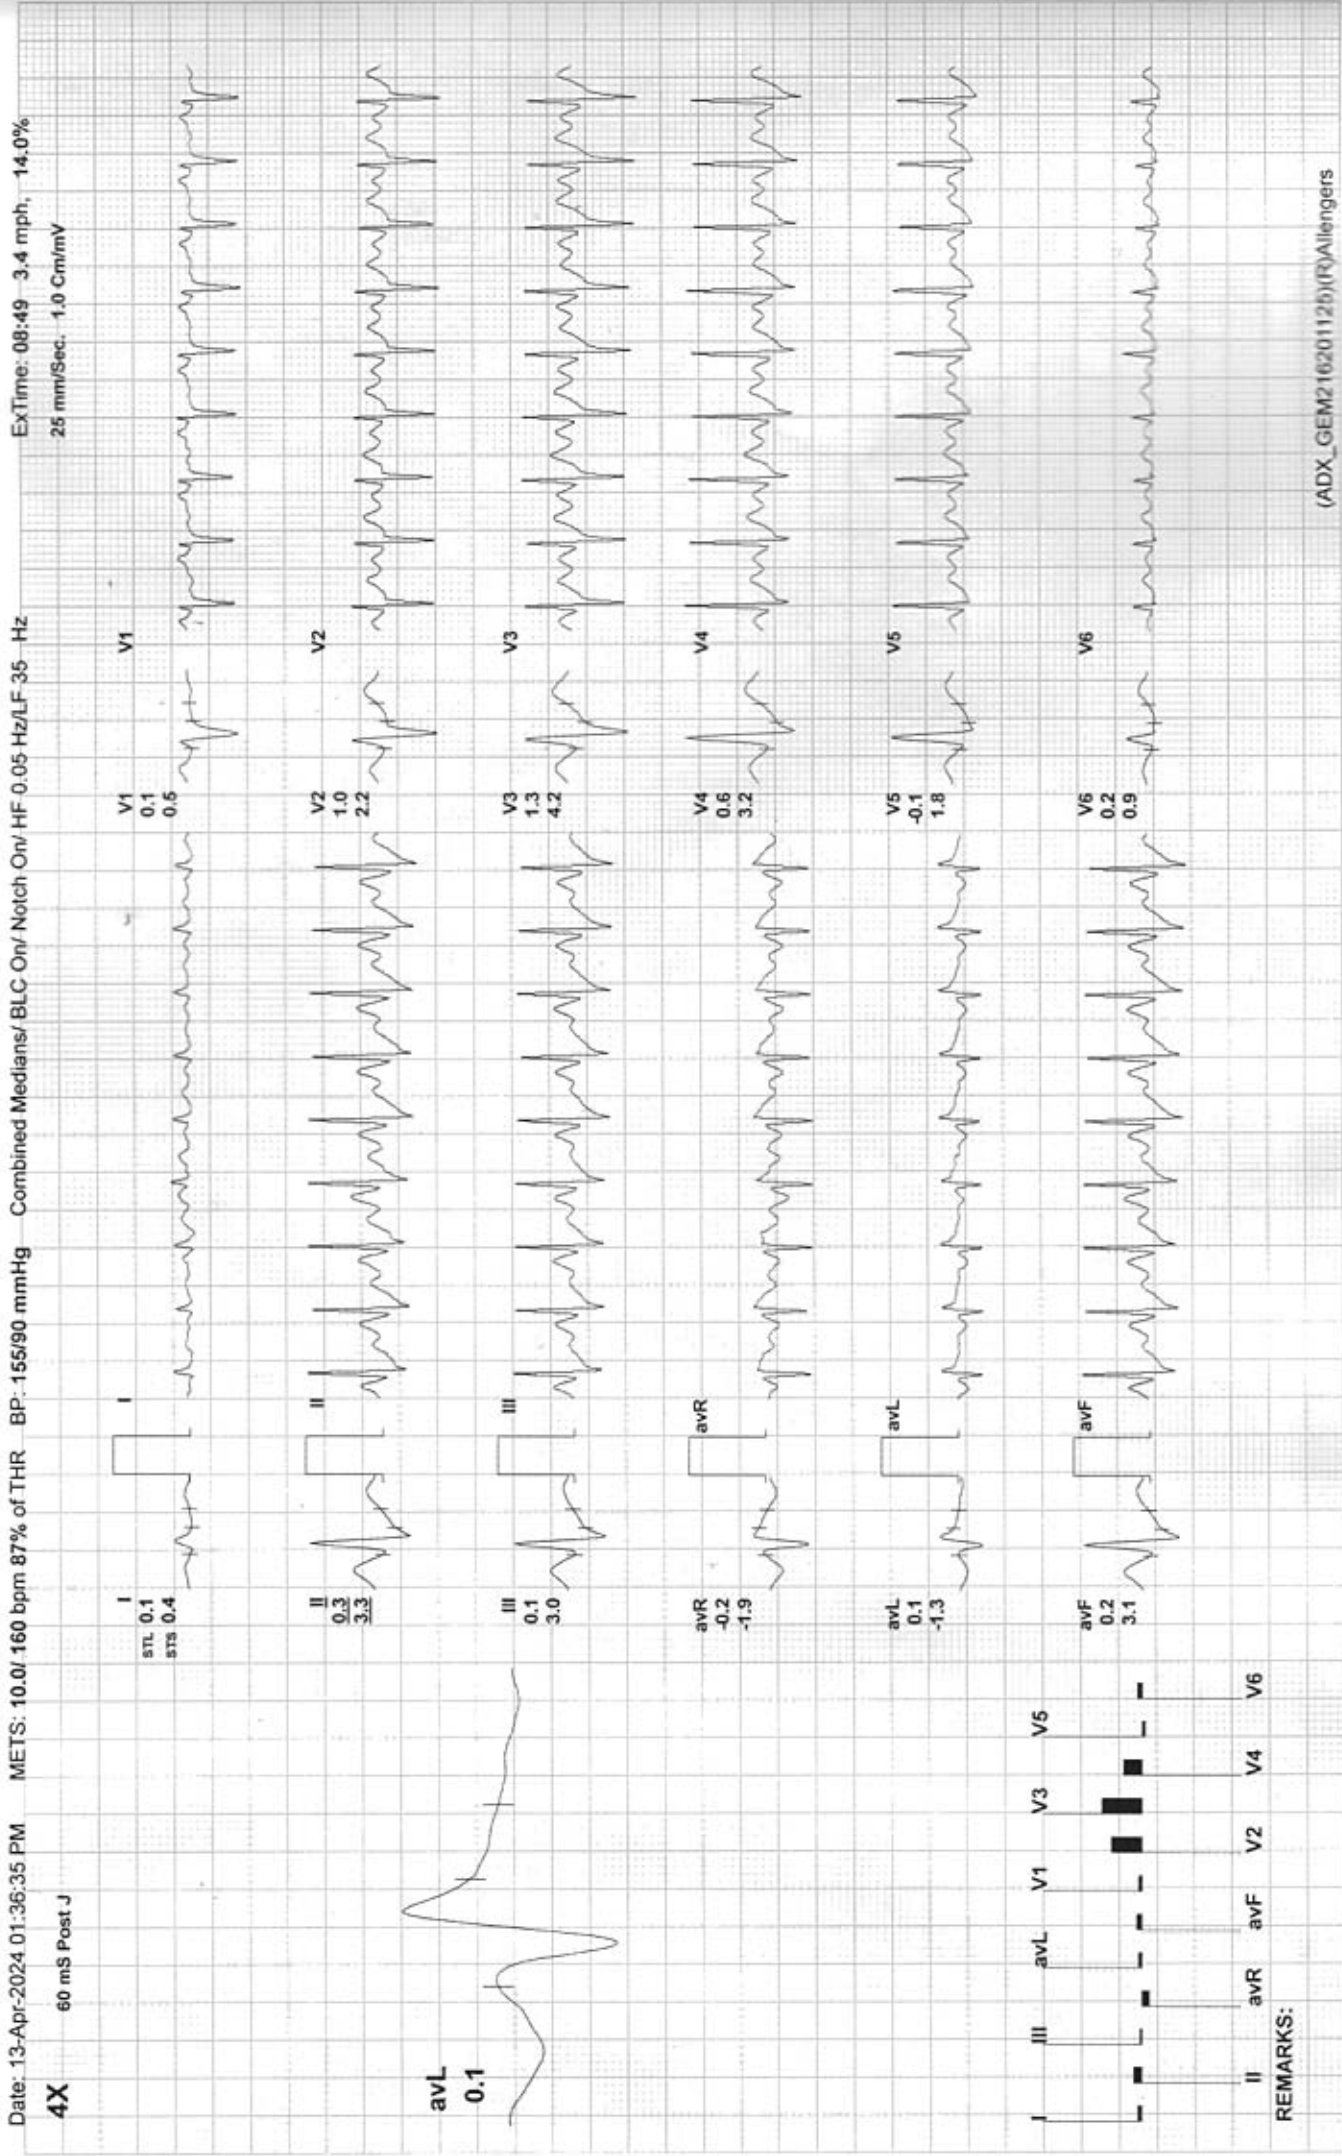 Date: 13-Apr-2024 01:36:35 PM METS: 10.0/ 160 bpm 87% of THR BP: 155/90 mmHg Combined Medians/ BLC On/ Notch On/ HF 0.05 Hz/LF 35 Hz ExTime: 08:49 3.4 mph, 14.0%
4X 60 mS Post J 25 mm/Sec. 1.0 Cm/mV
avL
0.1
I
STL 0.1
STS 0.4
I
V1
0.1
0.5
V1
II
0.3
3.3
II
V2
1.0
2.2
V2
III
0.1
3.0
III
V3
1.3
4.2
V3
avR
-0.2
-1.9
avR
V4
0.6
3.2
V4
avL
0.1
-1.3
avL
V5
-0.1
1.8
V5
avF
0.2
3.1
avF
V6
0.2
0.9
V6
I III avL V1 V3 V5
II avR avF V2 V4 V6
REMARKS:
(ADX_GEM216201125)(R)Allengers